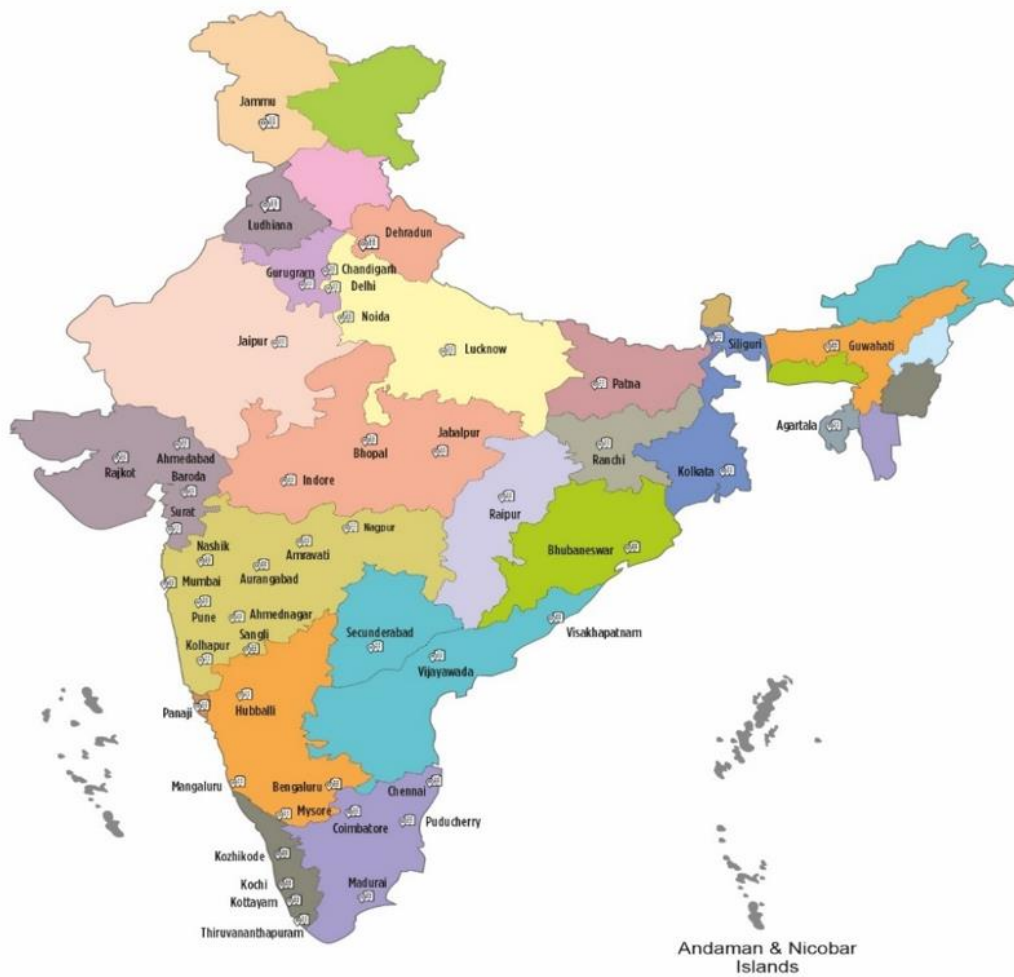 Jammu
Ludhiana
Dehradun
Gurugram
Chandigarh
Delhi
Noida
Jaipur
Lucknow
Siliguri
Guwahati
Patna
Agartala
Ahmedabad
Rajkot
Baroda
Surat
Bhopal
Jabalpur
Indore
Ranchi
Kolkata
Raipur
Nagpur
Amravati
Bhubaneswar
Nashik
Mumbai
Aurangabad
Pune
Ahmednagar
Kolhapur
Sangli
Secunderabad
Visakhapatnam
Vijayawada
Panaji
Hubballi
Mangaluru
Bengaluru
Chennai
Mysore
Coimbatore
Puducherry
Kozhikode
Kochi
Kottayam
Madurai
Thiruvananthapuram
Andaman & Nicobar
Islands